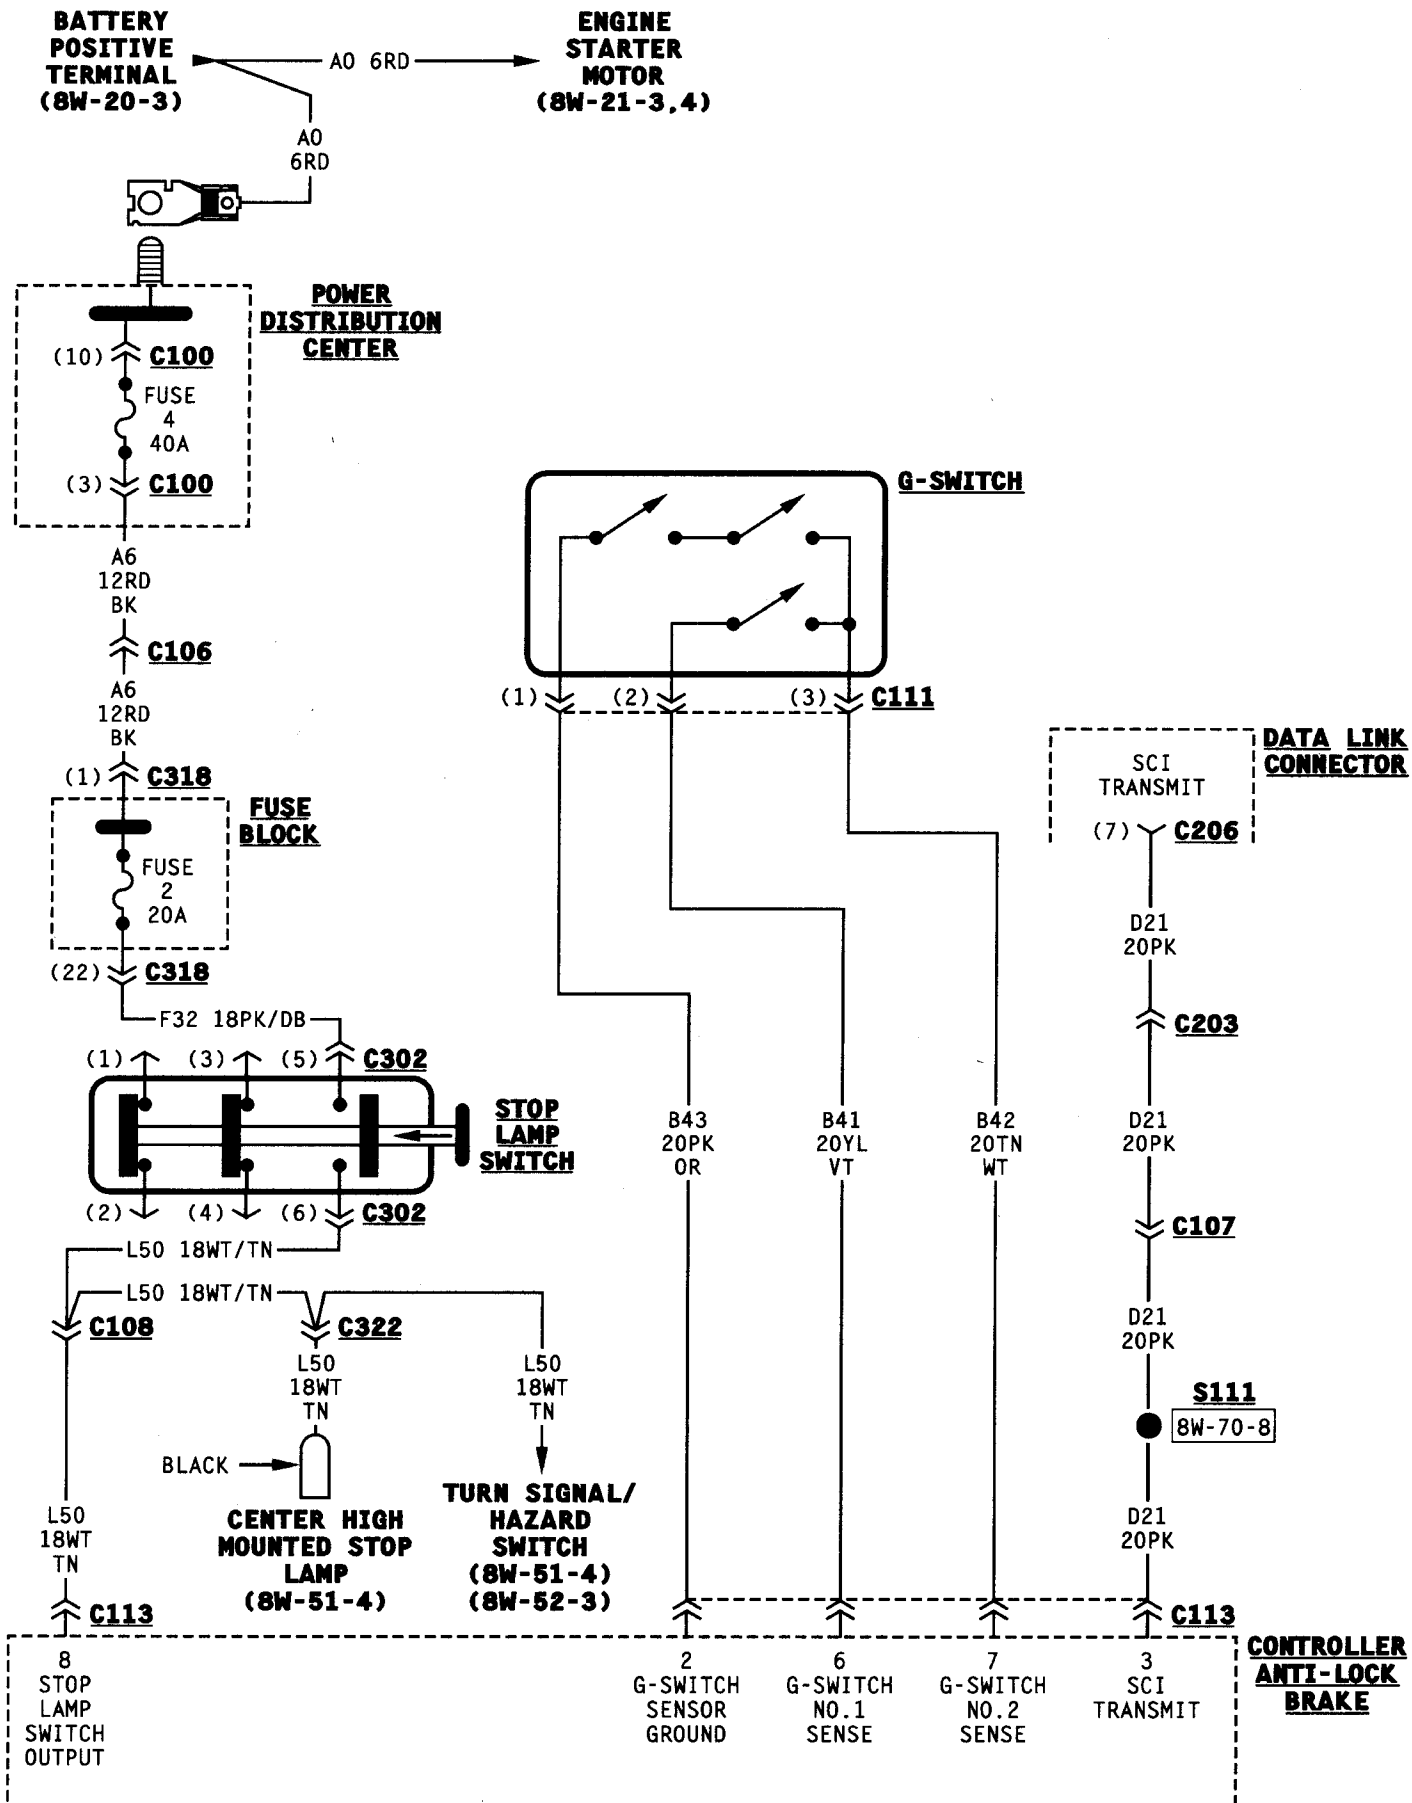 BATTERY
POSITIVE
TERMINAL
(8W-20-3)
A0 6RD
ENGINE
STARTER
MOTOR
(8W-21-3,4)
A0
6RD
POWER
DISTRIBUTION
CENTER
(10) C100
FUSE
4
40A
(3) C100
A6
12RD
BK
C106
A6
12RD
BK
(1) C318
FUSE
BLOCK
FUSE
2
20A
(22) C318
F32 18PK/DB
(1) (3) (5) C302
STOP
LAMP
SWITCH
(2) (4) (6) C302
L50 18WT/TN
L50 18WT/TN
C108
C322
L50
18WT
TN
L50
18WT
TN
BLACK
CENTER HIGH
MOUNTED STOP
LAMP
(8W-51-4)
TURN SIGNAL/
HAZARD
SWITCH
(8W-51-4)
(8W-52-3)
L50
18WT
TN
C113
G-SWITCH
(1) (2) (3) C111
B43
20PK
OR
B41
20YL
VT
B42
20TN
WT
DATA LINK
CONNECTOR
SCI
TRANSMIT
(7) C206
D21
20PK
C203
D21
20PK
C107
D21
20PK
S111
8W-70-8
D21
20PK
C113
CONTROLLER
ANTI-LOCK
BRAKE
8
STOP
LAMP
SWITCH
OUTPUT
2
G-SWITCH
SENSOR
GROUND
6
G-SWITCH
NO.1
SENSE
7
G-SWITCH
NO.2
SENSE
3
SCI
TRANSMIT